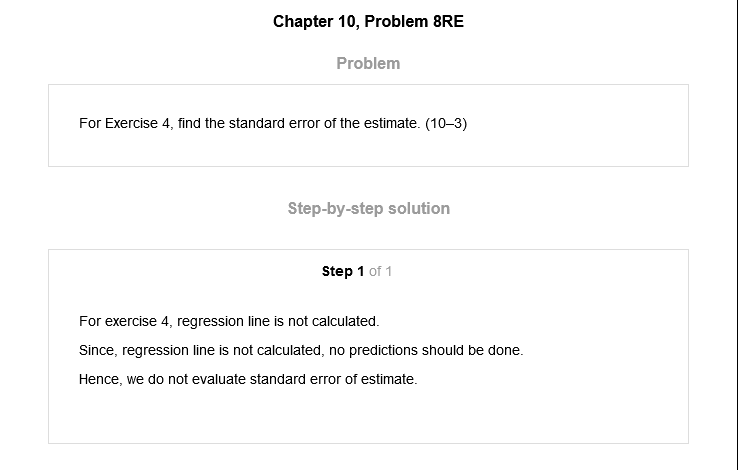 Chapter 10, Problem 8RE
Problem
For Exercise 4, find the standard error of the estimate. (10–3)
Step-by-step solution
Step 1 of 1
For exercise 4, regression line is not calculated.
Since, regression line is not calculated, no predictions should be done.
Hence, we do not evaluate standard error of estimate.